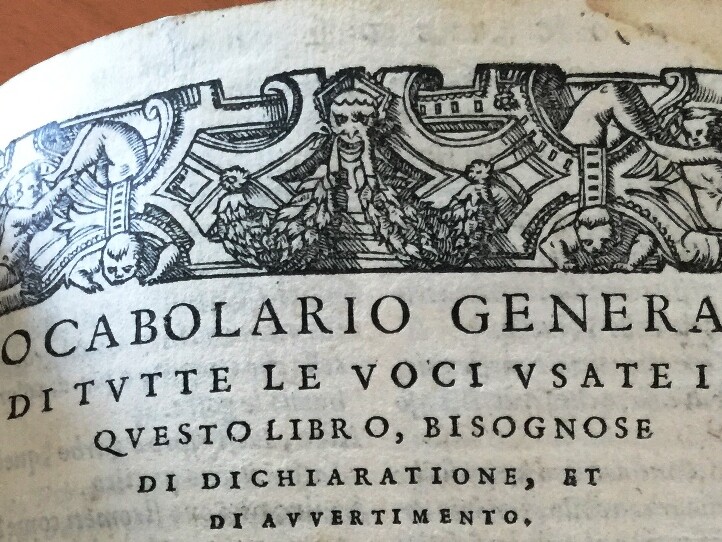 OCABOLARIO GENERA
DI TVTTE LE VOCI VSATE I
QVESTO LIBRO, BISOGNOSE
DI DICHIARATIONE, ET
DI AVVERTIMENTO.